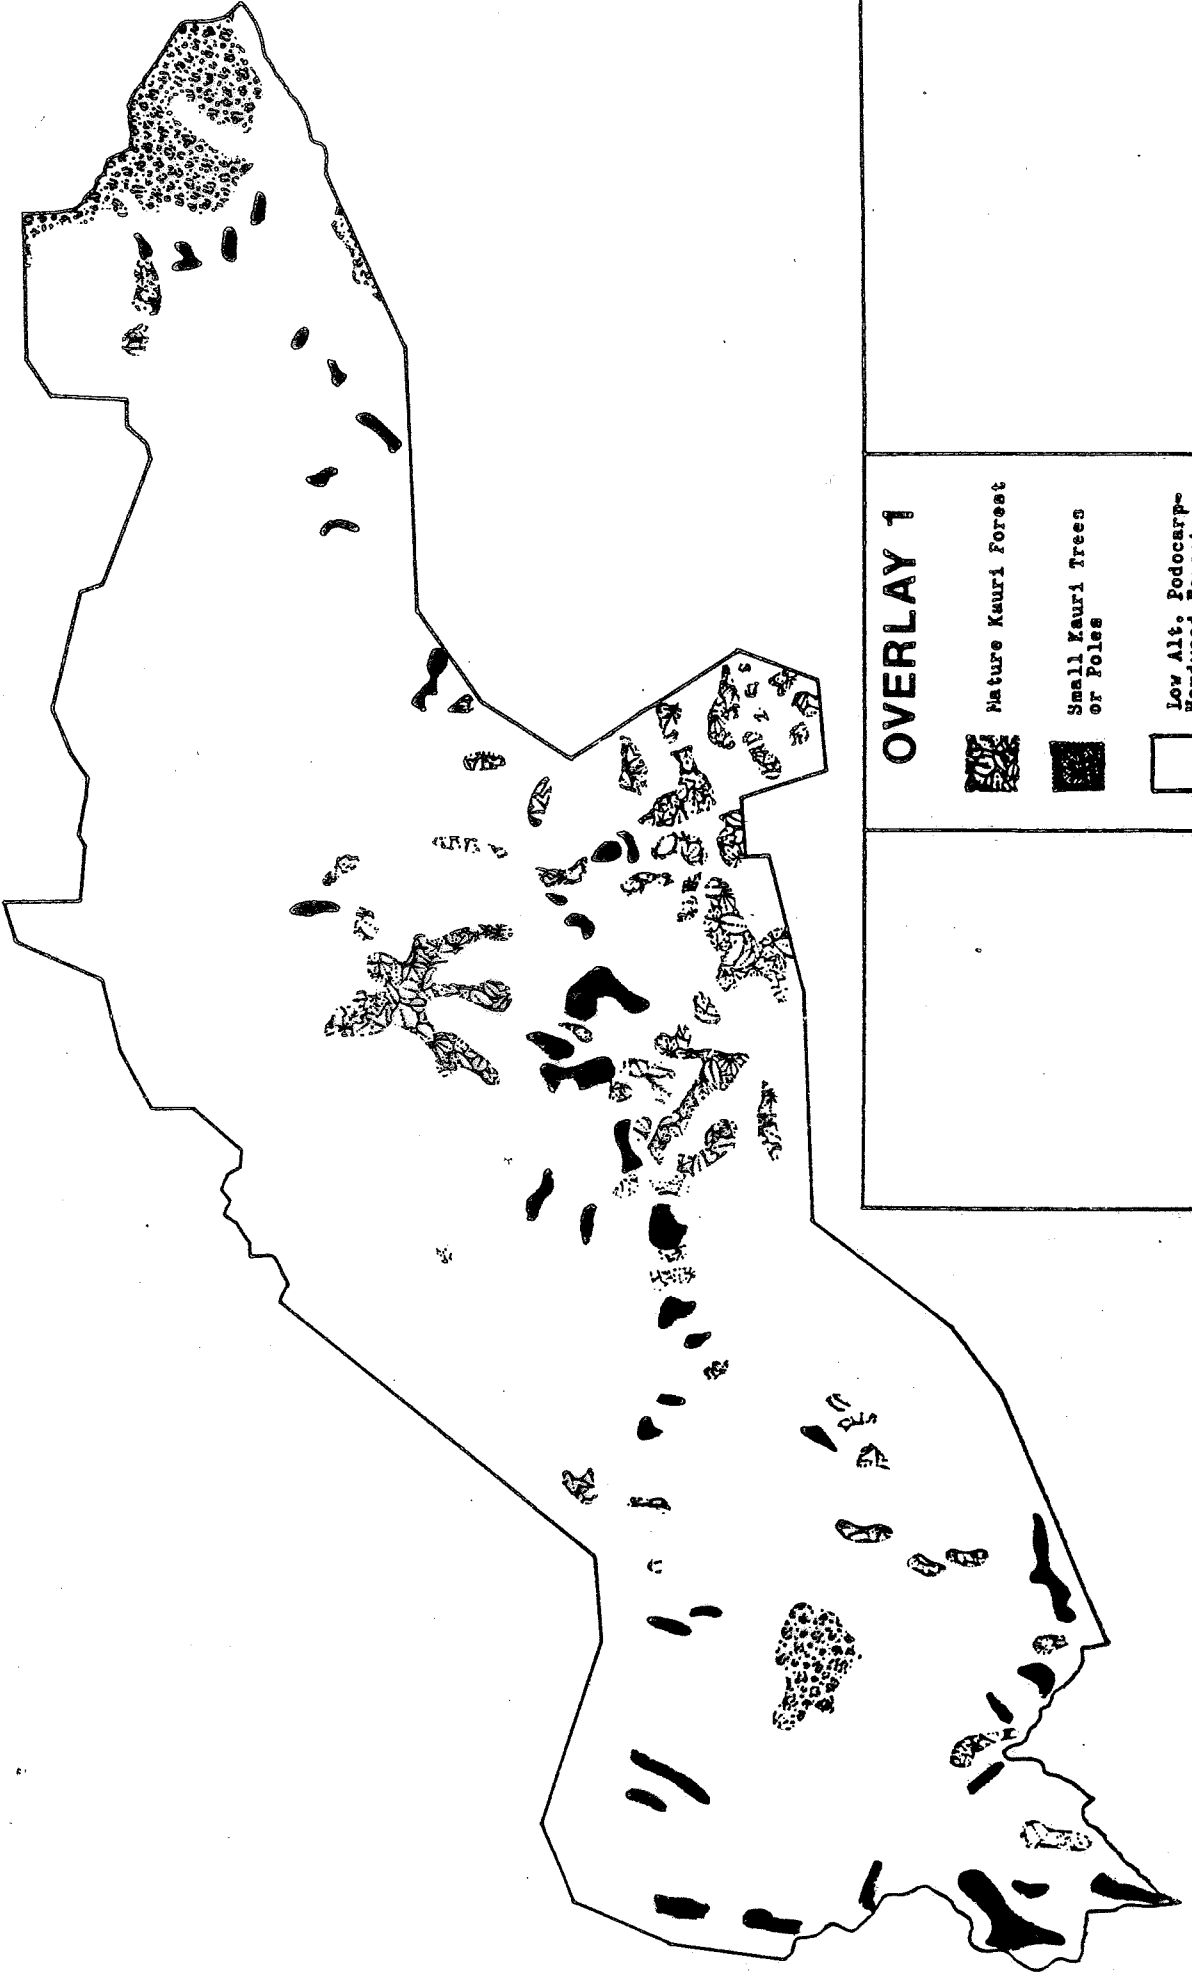 OVERLAY 1
Mature Kauri Forest
Small Kauri Trees
or Poles
Low Alt. Podocarp-